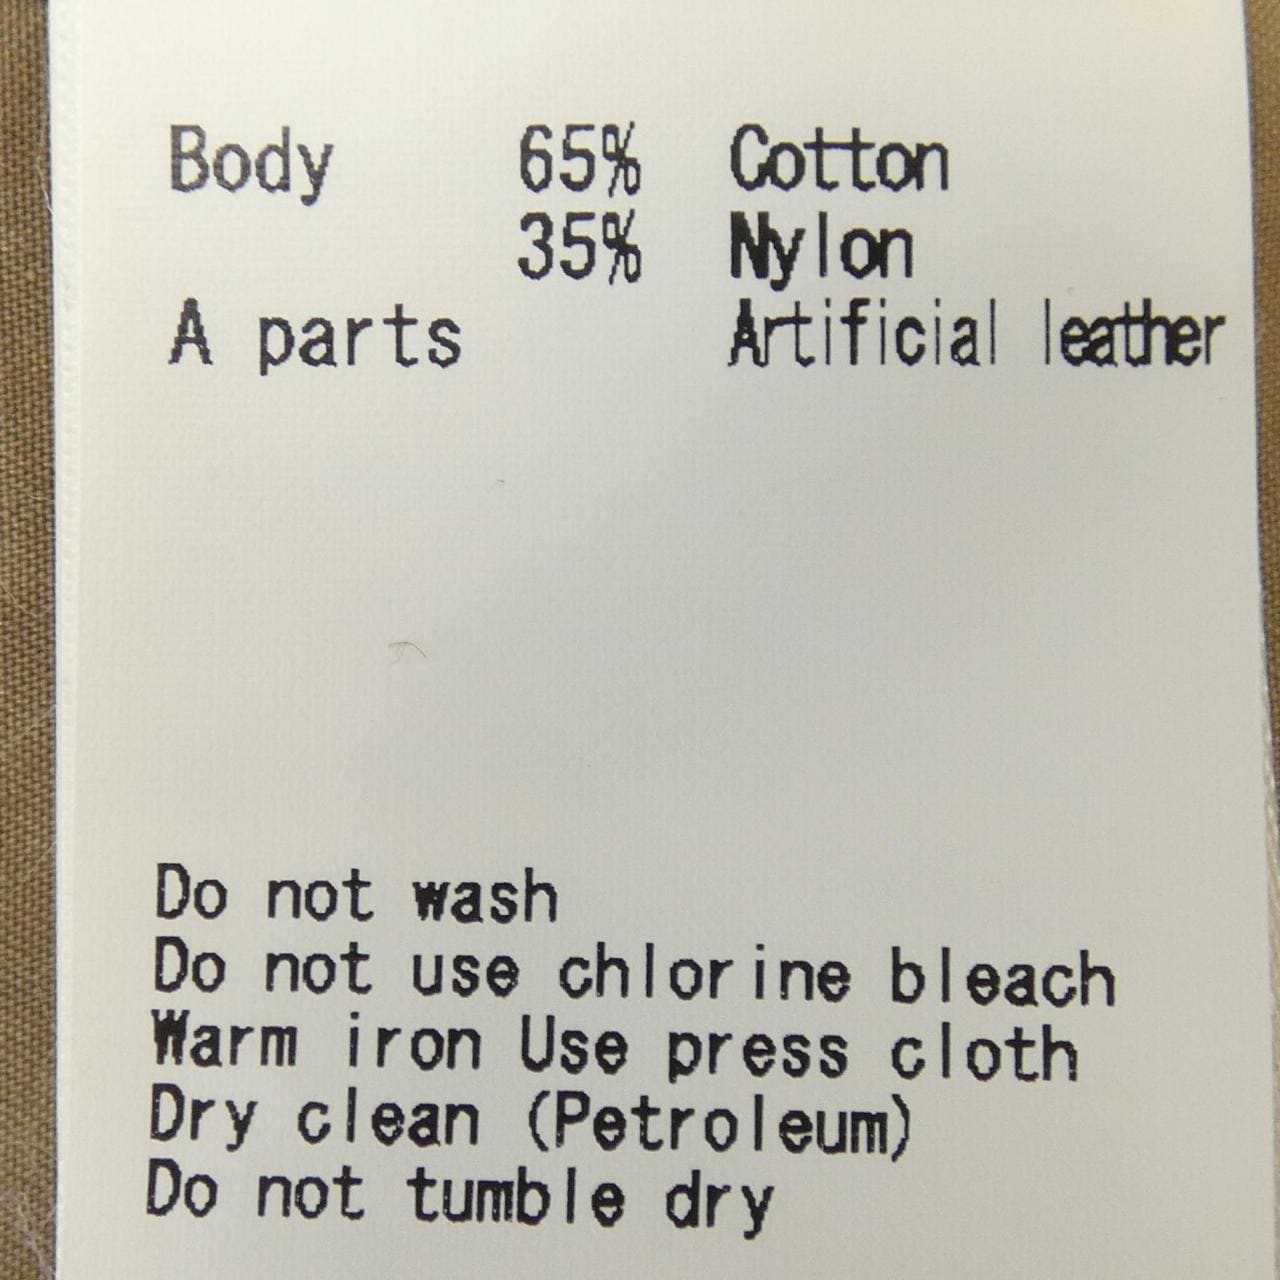 Body 65% Cotton
35% Nylon
A parts Artificial leather
Do not wash
Do not use chlorine bleach
Warm iron Use press cloth
Dry clean (Petroleum)
Do not tumble dry